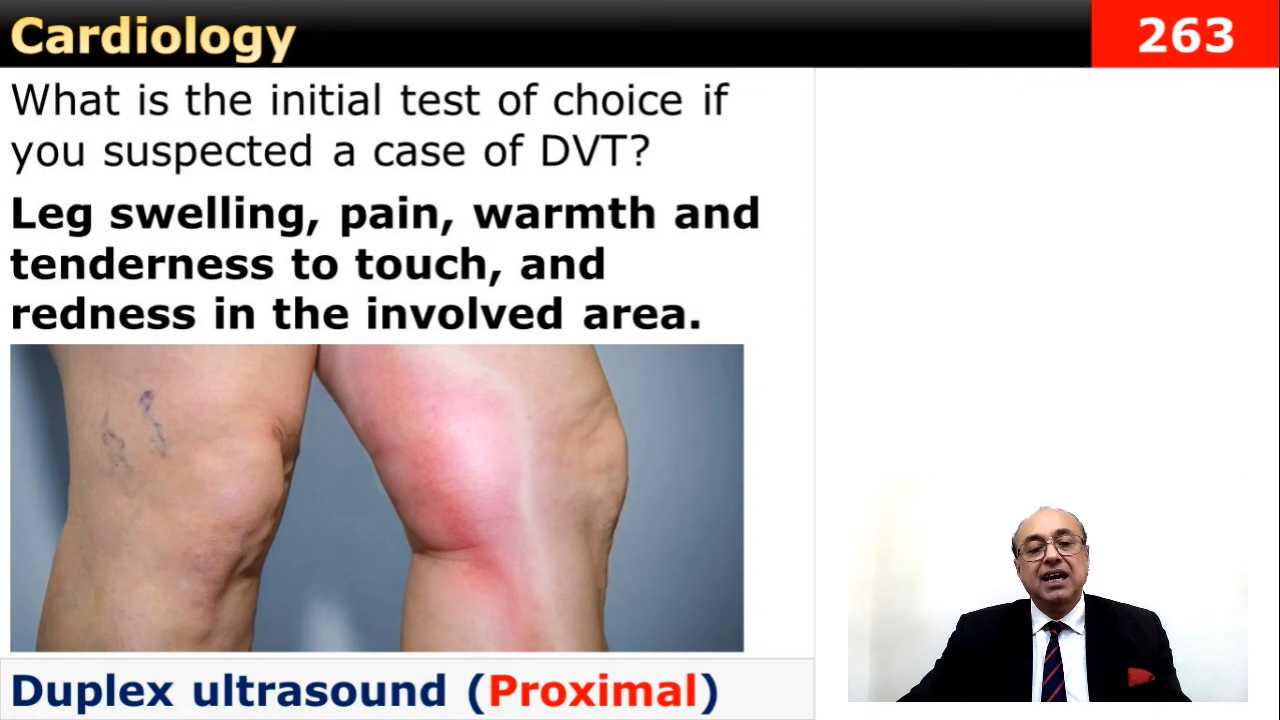 Cardiology
263
What is the initial test of choice if
you suspected a case of DVT?
Leg swelling, pain, warmth and
tenderness to touch, and
redness in the involved area.
Duplex ultrasound (Proximal)